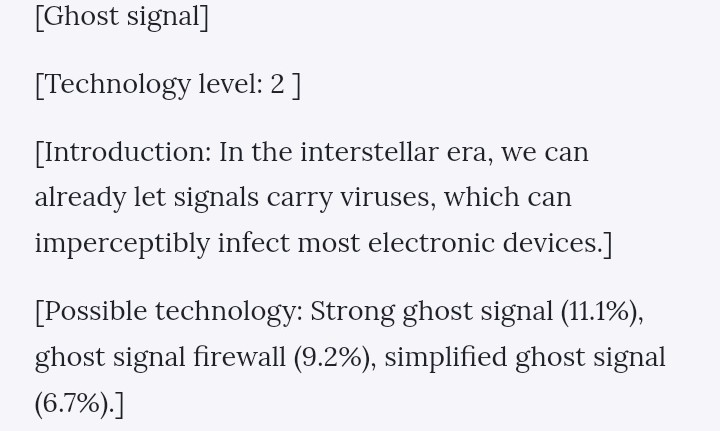 [Ghost signal]
[Technology level: 2 ]
[Introduction: In the interstellar era, we can
already let signals carry viruses, which can
imperceptibly infect most electronic devices.]
[Possible technology: Strong ghost signal (11.1%),
ghost signal firewall (9.2%), simplified ghost signal
(6.7%).]